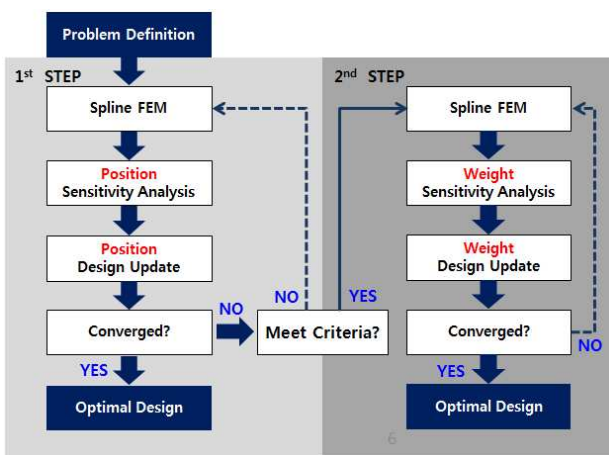 Problem Definition
1st STEP
Spline FEM
Position
Sensitivity Analysis
Position
Design Update
Converged?
NO
YES
Optimal Design
NO
YES
Meet Criteria?
2nd STEP
Spline FEM
Weight
Sensitivity Analysis
Weight
Design Update
Converged?
NO
YES
Optimal Design
6